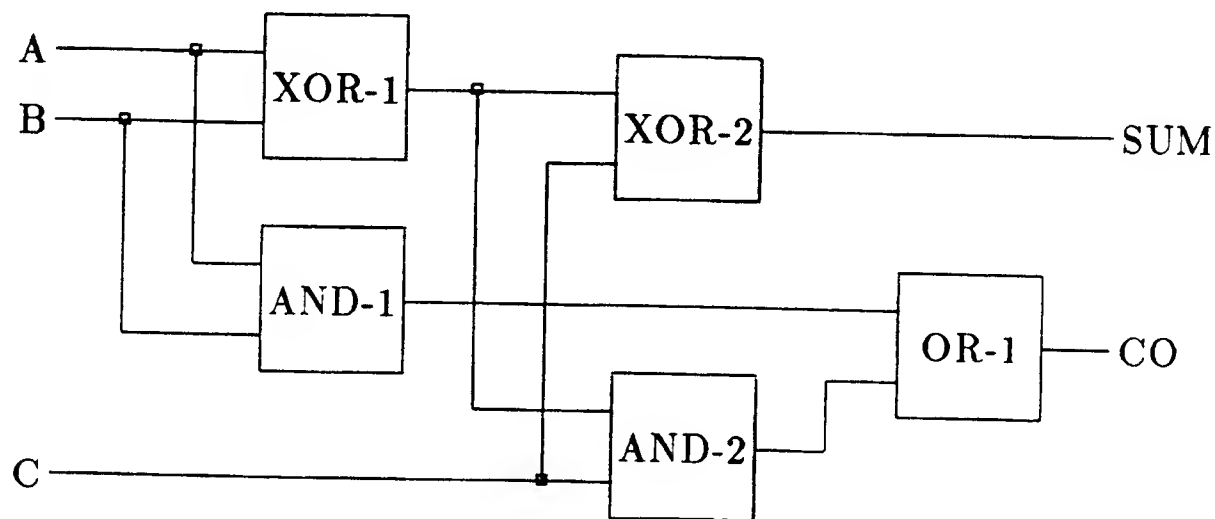 A
B
XOR-1
XOR-2
SUM
AND-1
OR-1
CO
AND-2
C